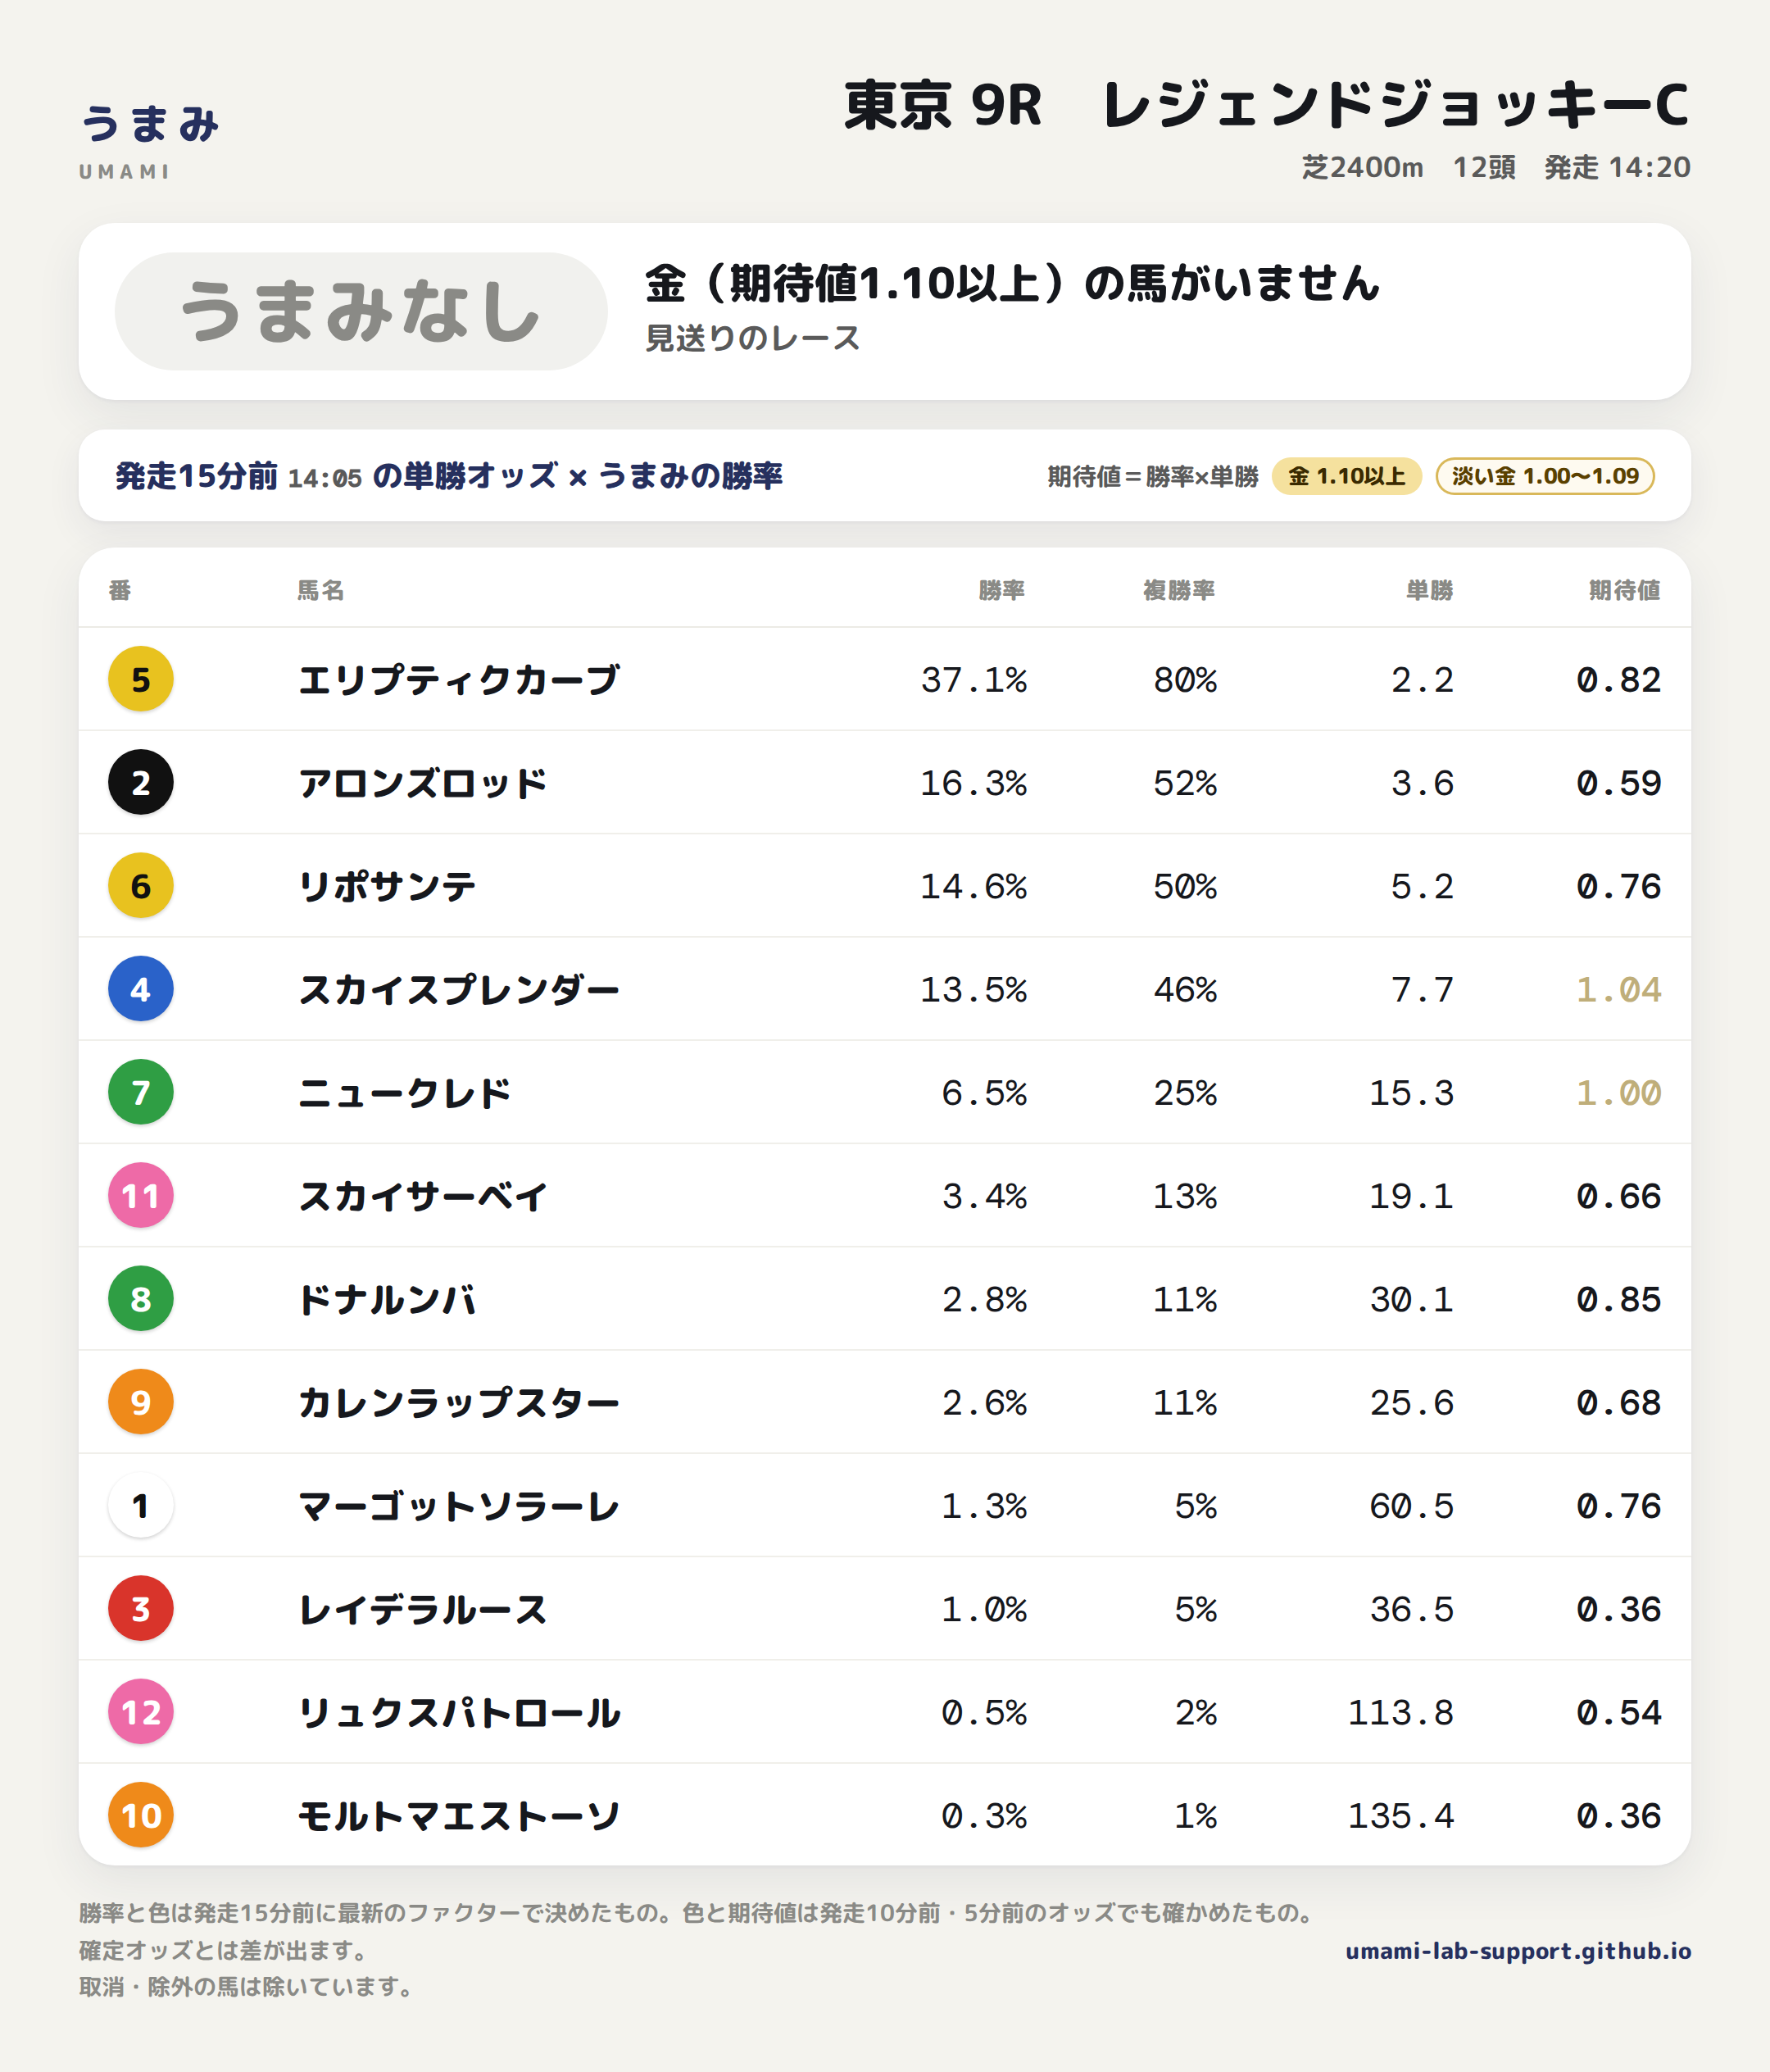 うまみ
UMAMI
東京 9R　レジェンドジョッキーC
芝2400m　12頭　発走 14:20
うまみなし
金（期待値1.10以上）の馬がいません
見送りのレース
発走15分前 14:05 の単勝オッズ × うまみの勝率
期待値＝勝率×単勝 金 1.10以上 淡い金 1.00〜1.09
番 馬名 勝率 複勝率 単勝 期待値
5 エリプティクカーブ 37.1% 80% 2.2 0.82
2 アロンズロッド 16.3% 52% 3.6 0.59
6 リポサンテ 14.6% 50% 5.2 0.76
4 スカイスプレンダー 13.5% 46% 7.7 1.04
7 ニュークレド 6.5% 25% 15.3 1.00
11 スカイサーベイ 3.4% 13% 19.1 0.66
8 ドナルンバ 2.8% 11% 30.1 0.85
9 カレンラップスター 2.6% 11% 25.6 0.68
1 マーゴットソラーレ 1.3% 5% 60.5 0.76
3 レイデラルース 1.0% 5% 36.5 0.36
12 リュクスパトロール 0.5% 2% 113.8 0.54
10 モルトマエストーソ 0.3% 1% 135.4 0.36
勝率と色は発走15分前に最新のファクターで決めたもの。色と期待値は発走10分前・5分前のオッズでも確かめたもの。
確定オッズとは差が出ます。
取消・除外の馬は除いています。
umami-lab-support.github.io